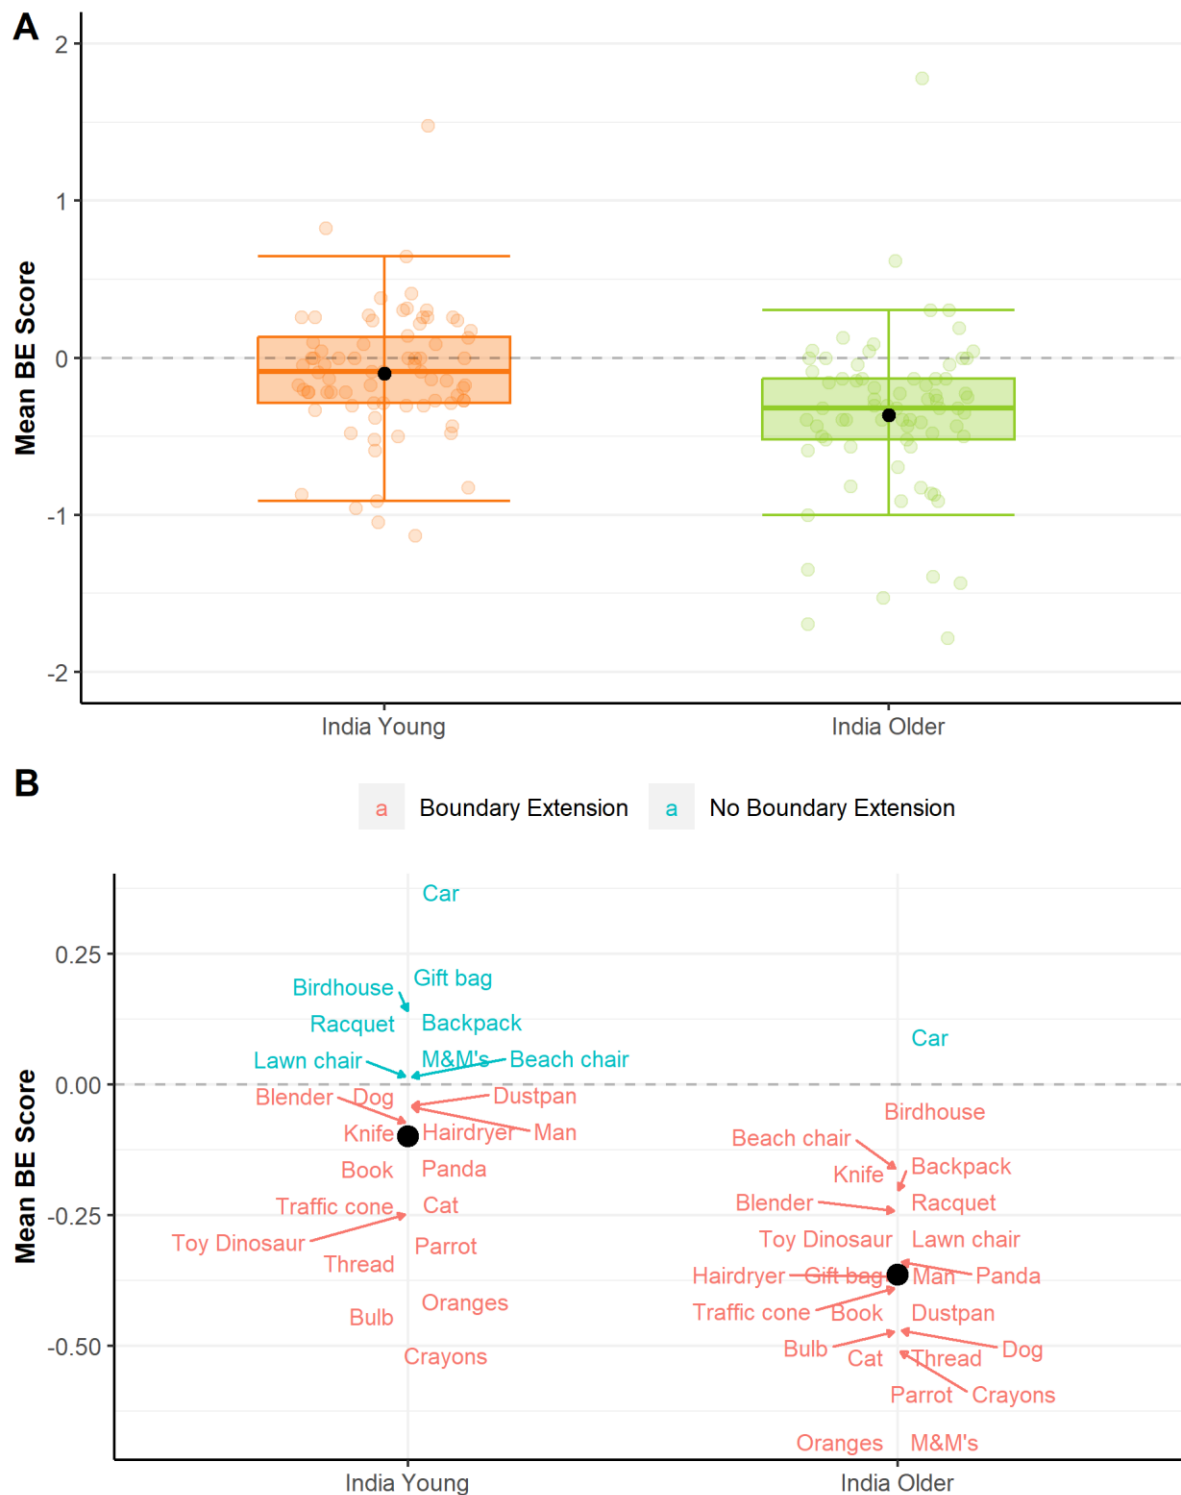 A
2
1
0
-1
-2
Mean BE Score
India Young India Older
B
a Boundary Extension a No Boundary Extension
Mean BE Score
0.25
0.00
-0.25
-0.50
Car
Gift bag
Birdhouse
Racquet Backpack
Lawn chair M&M's Beach chair
Blender Dog Dustpan
Knife Hairdryer Man
Book Panda
Traffic cone Cat
Toy Dinosaur Parrot
Thread
Bulb Oranges
Crayons
Car
Birdhouse
Beach chair
Knife Backpack
Blender Racquet
Toy Dinosaur Lawn chair
Hairdryer Gift bag Man Panda
Traffic cone Book Dustpan
Bulb Dog
Cat Thread
Parrot Crayons
Oranges M&M's
India Young India Older